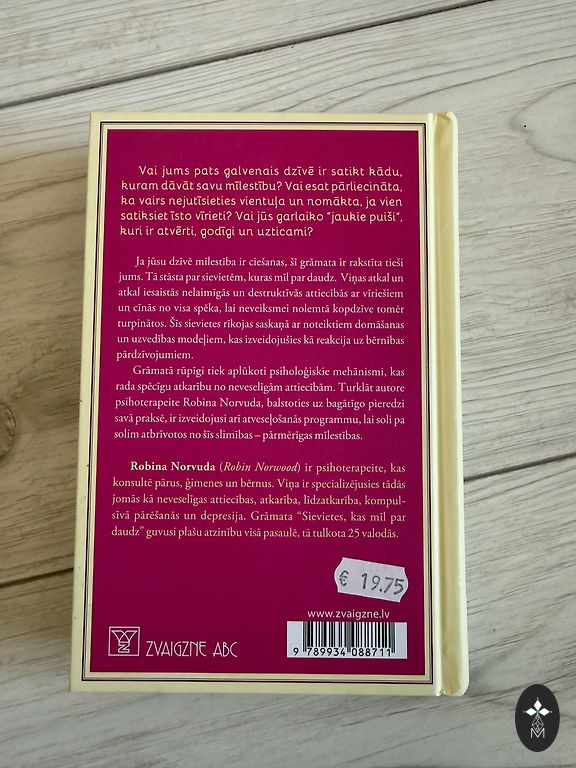 Vai jums pats galvenais dzīvē ir satikt kādu,
kuram dāvāt savu mīlestību? Vai esat pārliecināta,
ka vairs nejutīsieties vientuļa un nomākta, ja vien
satiksiet īsto vīrieti? Vai jūs garlaiko "jaukie puiši",
kuri ir atvērti, godīgi un uzticami?
Ja jūsu dzīvē mīlestība ir ciešanas, šī grāmata ir rakstīta tieši
jums. Tā stāsta par sievietēm, kuras mīl par daudz. Viņas atkal un
atkal iesaistās nelaimīgās un destruktīvās attiecībās ar vīriešiem
un cīnās no visa spēka, lai neveiksmei nolemtā kopdzīve tomēr
turpinātos. Šīs sievietes rīkojas saskaņā ar noteiktiem domāšanas
un uzvedības modeļiem, kas izveidojušies kā reakcija uz bērnības
pārdzīvojumiem.
Grāmatā rūpīgi tiek aplūkoti psiholoģiskie mehānismi, kas
rada spēcīgu atkarību no neveselīgām attiecībām. Turklāt autore
psihoterapeite Robina Norvuda, balstoties uz bagātīgo pieredzi
savā praksē, ir izveidojusi arī atveseļošanās programmu, lai soli pa
solim atbrīvotos no šīs slimības – pārmērīgas mīlestības.
Robina Norvuda (Robin Norwood) ir psihoterapeite, kas
konsultē pārus, ģimenes un bērnus. Viņa ir specializējusies tādās
jomās kā neveselīgas attiecības, atkarība, līdzatkarība, kompul-
sīvā pārēšanās un depresija. Grāmata "Sievietes, kas mīl par
daudz" guvusi plašu atzinību visā pasaulē, tā tulkota 25 valodās.
€ 19.75
www.zvaigzne.lv
ZVAIGZNE ABC
9 789934 088711
M